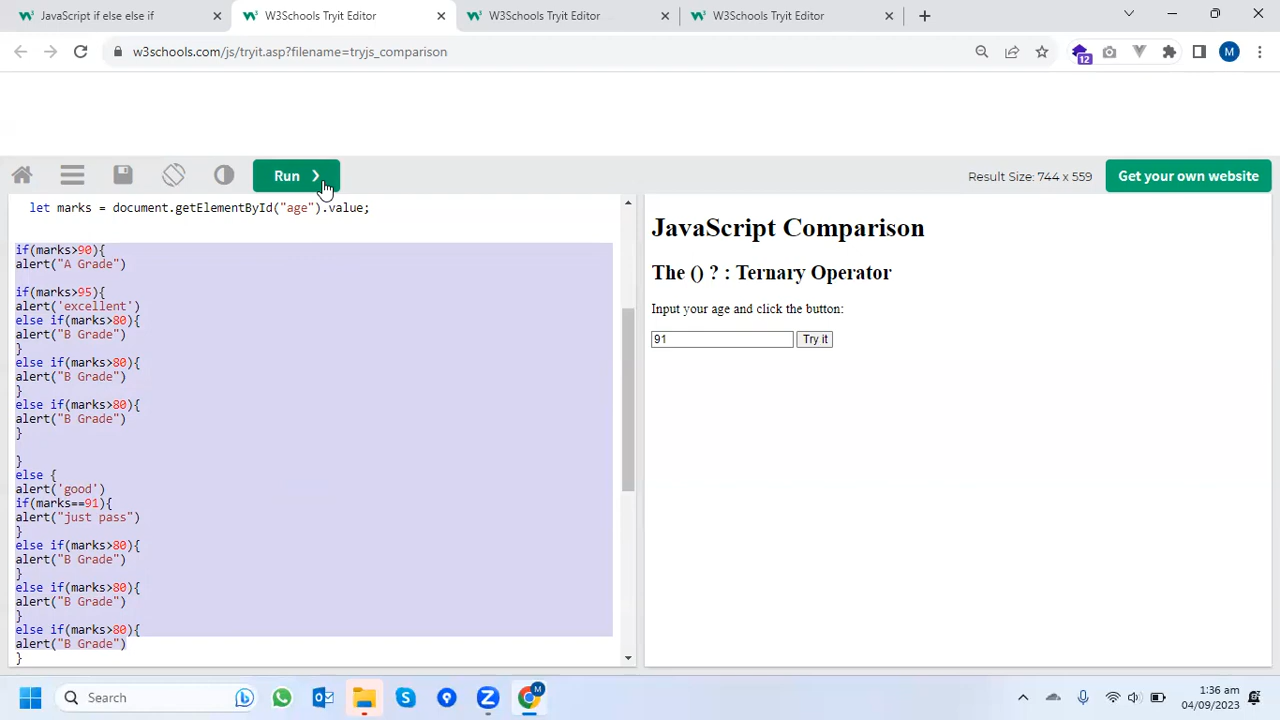 JavaScript if else else if
W3Schools Tryit Editor
W3Schools Tryit Editor
W3Schools Tryit Editor
w3schools.com/js/tryit.asp?filename=tryjs_comparison
12
M
Run ❯
Result Size: 744 x 559
Get your own website
let marks = document.getElementById("age").value;
if(marks>90){
alert("A Grade")
if(marks>95){
alert('excellent')
else if(marks>80){
alert("B Grade")
}
else if(marks>80){
alert("B Grade")
}
else if(marks>80){
alert("B Grade")
}
}
else {
alert('good')
if(marks==91){
alert("just pass")
}
else if(marks>80){
alert("B Grade")
}
else if(marks>80){
alert("B Grade")
}
else if(marks>80){
alert("B Grade")
}
JavaScript Comparison
The () ? : Ternary Operator
Input your age and click the button:
91
Try it
Search
M
1:36 am
04/09/2023